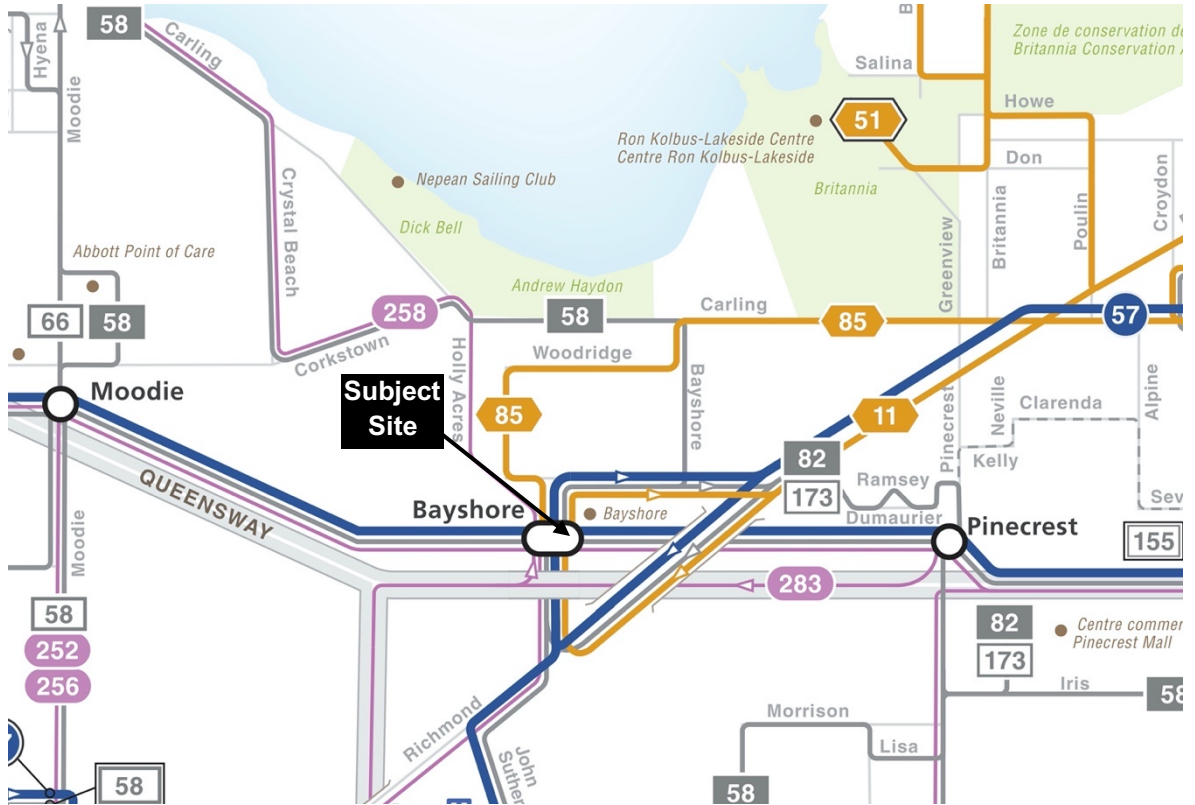 58
Carling
Hyena
Moodie
B
Zone de conservation de
Britannia Conservation A
Salina
Howe
51
Ron Kolbus-Lakeside Centre
Centre Ron Kolbus-Lakeside
Don
Britannia
Croydon
Poulin
Britannia
Greenview
Nepean Sailing Club
Crystal Beach
Dick Bell
Abbott Point of Care
Andrew Haydon
66
58
258
58
Carling
85
57
Corkstown
Woodridge
Holly Acres
Bayshore
Moodie
Subject
Site
85
11
Pinecrest
Neville
Clarenda
Alpine
Kelly
82
173
Ramsey
Dumaurier
Sev
QUEENSWAY
Bayshore
Bayshore
Pinecrest
155
Moodie
283
58
252
256
82
173
Centre commer
Pinecrest Mall
Iris
58
Richmond
John
Suther
Morrison
Lisa
58
58